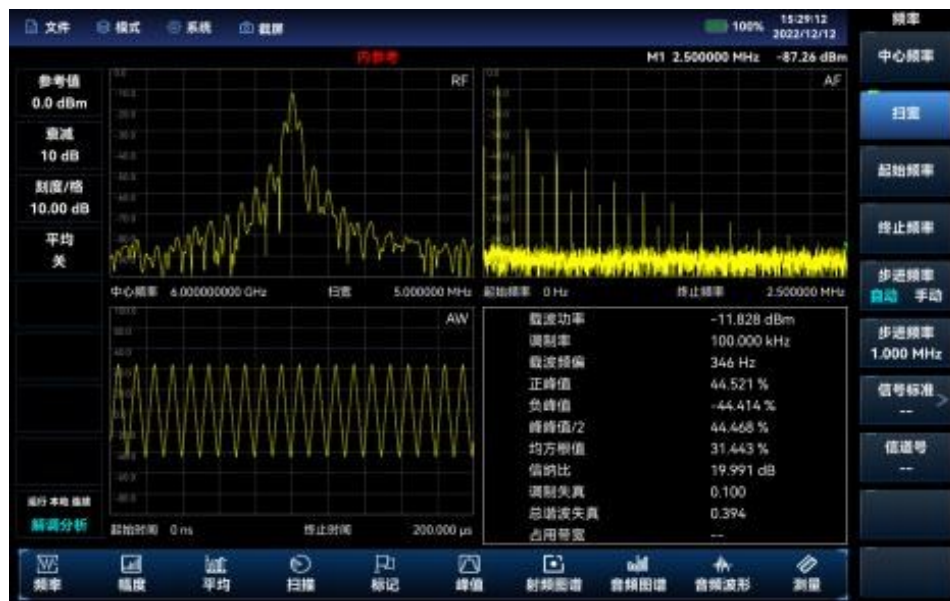 文件 模式 系统 截屏 100% 15:29:12 2022/12/12
内参考
M1 2.500000 MHz -87.26 dBm
参考值
0.0 dBm
衰减
10 dB
刻度/格
10.00 dB
平均
关
RF
中心频率 6.000000000 GHz 扫宽 5.000000 MHz
AF
起始频率 0 Hz 终止频率 2.500000 MHz
AW
起始时间 0 ns 终止时间 200.000 μs
载波功率 -11.828 dBm
调制率 100.000 kHz
载波频偏 346 Hz
正峰值 44.521 %
负峰值 -44.414 %
峰峰值/2 44.468 %
均方根值 31.443 %
信纳比 19.991 dB
调制失真 0.100
总谐波失真 0.394
占用带宽 --
运行 本地
解调分析
频率
中心频率
扫宽
起始频率
终止频率
步进频率
自动 手动
步进频率
1.000 MHz
信号标准
--
信道号
--
频率 幅度 平均 扫描 标记 峰值 射频图谱 音频图谱 音频波形 测量